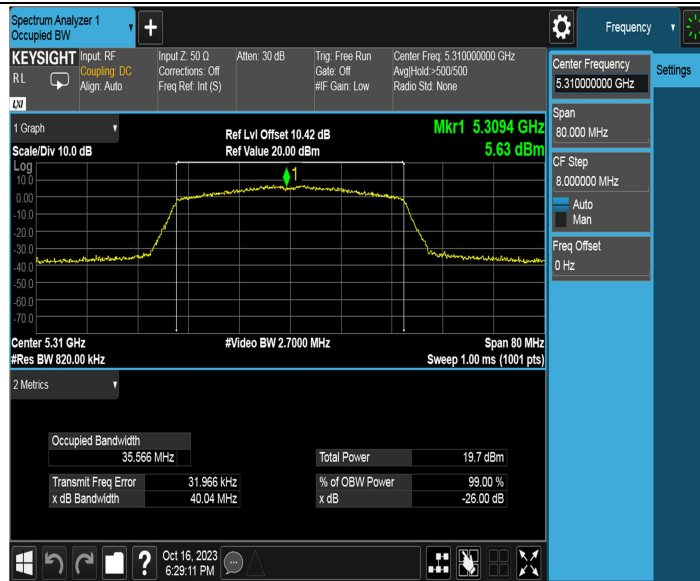 Spectrum Analyzer 1
Occupied BW
+
Frequency
KEYSIGHT
RL
LXI
Input: RF
Coupling: DC
Align: Auto
Input Z: 50 Ω
Corrections: Off
Freq Ref: Int (S)
Atten: 30 dB
Trig: Free Run
Gate: Off
#IF Gain: Low
Center Freq: 5.310000000 GHz
Avg|Hold:>500/500
Radio Std: None
Center Frequency
5.310000000 GHz
Settings
Span
80.000 MHz
CF Step
8.000000 MHz
Auto
Man
Freq Offset
0 Hz
1 Graph
Scale/Div 10.0 dB
Ref Lvl Offset 10.42 dB
Ref Value 20.00 dBm
Mkr1 5.3094 GHz
5.63 dBm
Log
10.0
0.00
-10.0
-20.0
-30.0
-40.0
-50.0
-60.0
-70.0
1
Center 5.31 GHz
#Video BW 2.7000 MHz
Span 80 MHz
#Res BW 820.00 kHz
Sweep 1.00 ms (1001 pts)
2 Metrics
Occupied Bandwidth
35.566 MHz
Total Power 19.7 dBm
Transmit Freq Error 31.966 kHz
% of OBW Power 99.00 %
x dB Bandwidth 40.04 MHz
x dB -26.00 dB
?
Oct 16, 2023
6:29:11 PM